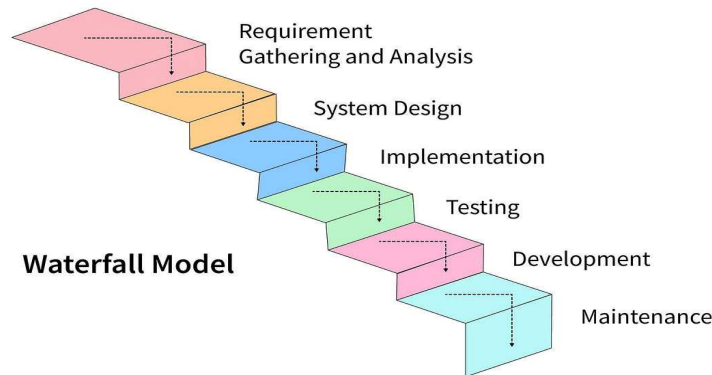 Requirement
Gathering and Analysis
System Design
Implementation
Testing
Waterfall Model
Development
Maintenance